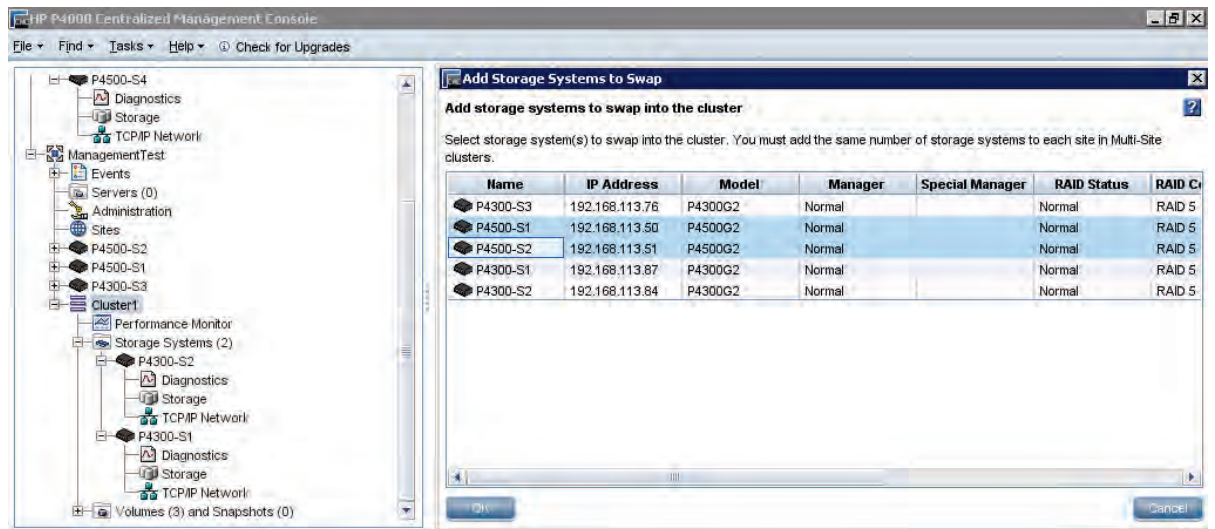 HP P4000 Centralized Management Console
File Find Tasks Help Check for Upgrades
P4500-S4
Diagnostics
Storage
TCP/IP Network
ManagementTest
Events
Servers (0)
Administration
Sites
P4500-S2
P4500-S1
P4300-S3
Cluster1
Performance Monitor
Storage Systems (2)
P4300-S2
Diagnostics
Storage
TCP/IP Network
P4300-S1
Diagnostics
Storage
TCP/IP Network
Volumes (3) and Snapshots (0)
Add Storage Systems to Swap
Add storage systems to swap into the cluster
Select storage system(s) to swap into the cluster. You must add the same number of storage systems to each site in Multi-Site
clusters.
Name IP Address Model Manager Special Manager RAID Status RAID
P4300-S3 192.168.113.76 P4300G2 Normal Normal RAID 5
P4500-S1 192.168.113.50 P4500G2 Normal Normal RAID 5
P4500-S2 192.168.113.51 P4500G2 Normal Normal RAID 5
P4300-S1 192.168.113.87 P4300G2 Normal Normal RAID 5
P4300-S2 192.168.113.84 P4300G2 Normal Normal RAID 5
OK Cancel